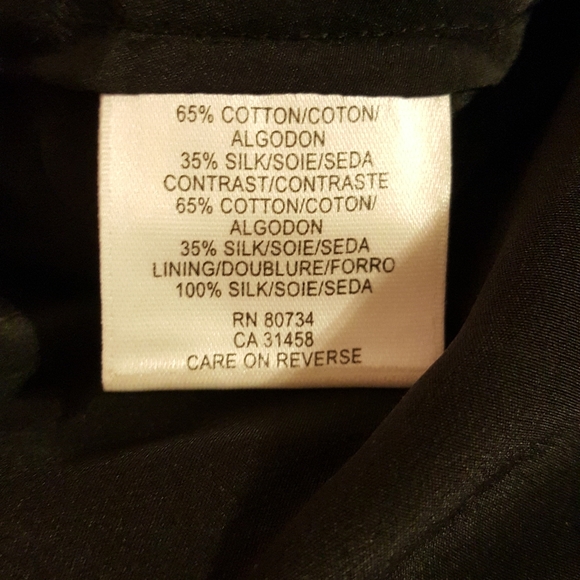 65% COTTON/COTON/
ALGODON
35% SILK/SOIE/SEDA
CONTRAST/CONTRASTE
65% COTTON/COTON/
ALGODON
35% SILK/SOIE/SEDA
LINING/DOUBLURE/FORRO
100% SILK/SOIE/SEDA
RN 80734
CA 31458
CARE ON REVERSE